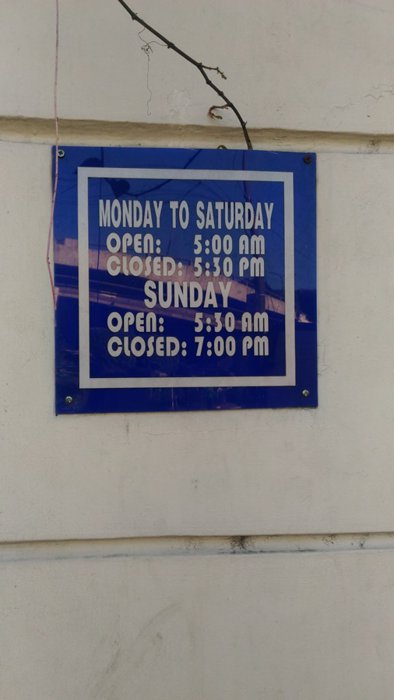 MONDAY TO SATURDAY
OPEN: 5:00 AM
CLOSED: 5:30 PM
SUNDAY
OPEN: 5:30 AM
CLOSED: 7:00 PM